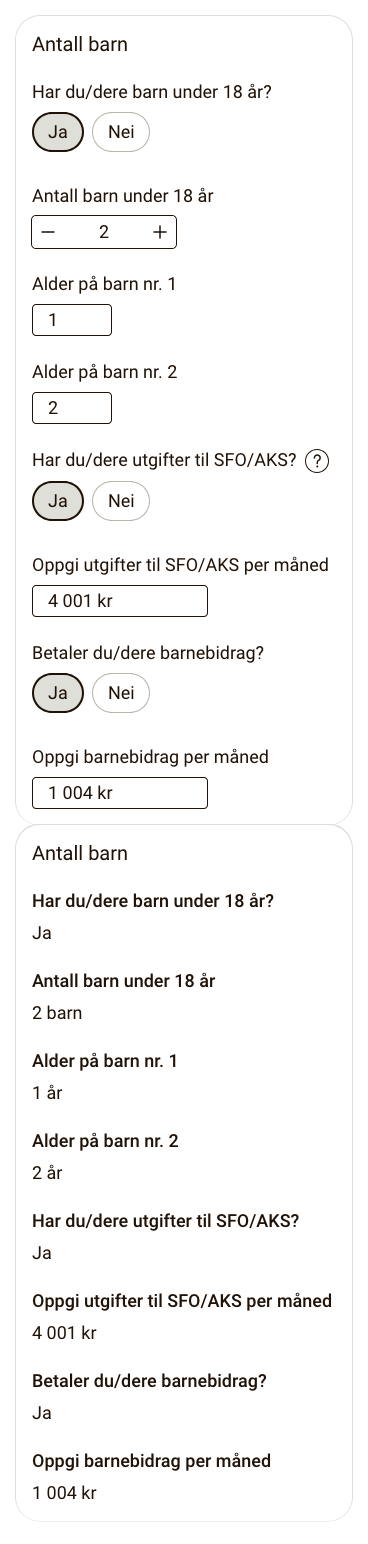 Antall barn
Har du/dere barn under 18 år?
Ja Nei
Antall barn under 18 år
− 2 +
Alder på barn nr. 1
1
Alder på barn nr. 2
2
Har du/dere utgifter til SFO/AKS? ?
Ja Nei
Oppgi utgifter til SFO/AKS per måned
4 001 kr
Betaler du/dere barnebidrag?
Ja Nei
Oppgi barnebidrag per måned
1 004 kr
Antall barn
Har du/dere barn under 18 år?
Ja
Antall barn under 18 år
2 barn
Alder på barn nr. 1
1 år
Alder på barn nr. 2
2 år
Har du/dere utgifter til SFO/AKS?
Ja
Oppgi utgifter til SFO/AKS per måned
4 001 kr
Betaler du/dere barnebidrag?
Ja
Oppgi barnebidrag per måned
1 004 kr